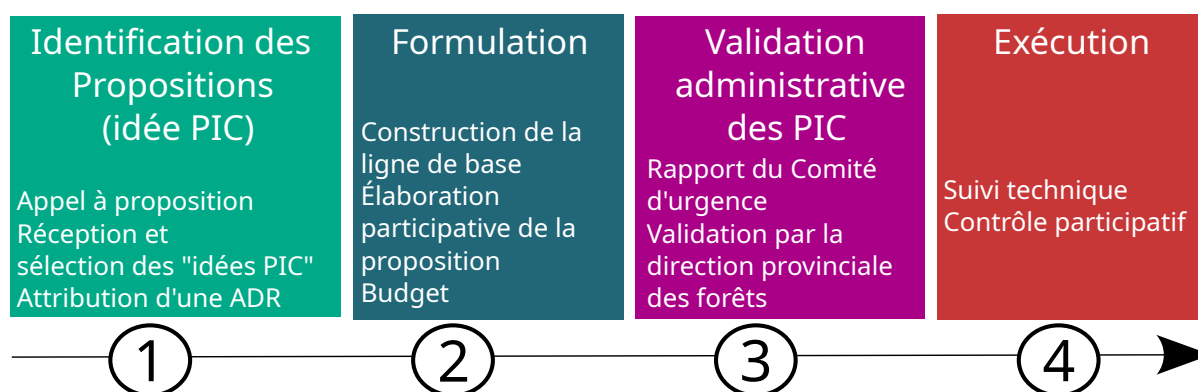 Identification des
Propositions
(idée PIC)
Appel à proposition
Réception et
sélection des "idées PIC"
Attribution d'une ADR
Formulation
Construction de la
ligne de base
Élaboration
participative de la
proposition
Budget
Validation
administrative
des PIC
Rapport du Comité
d'urgence
Validation par la
direction provinciale
des forêts
Exécution
Suivi technique
Contrôle participatif
1
2
3
4